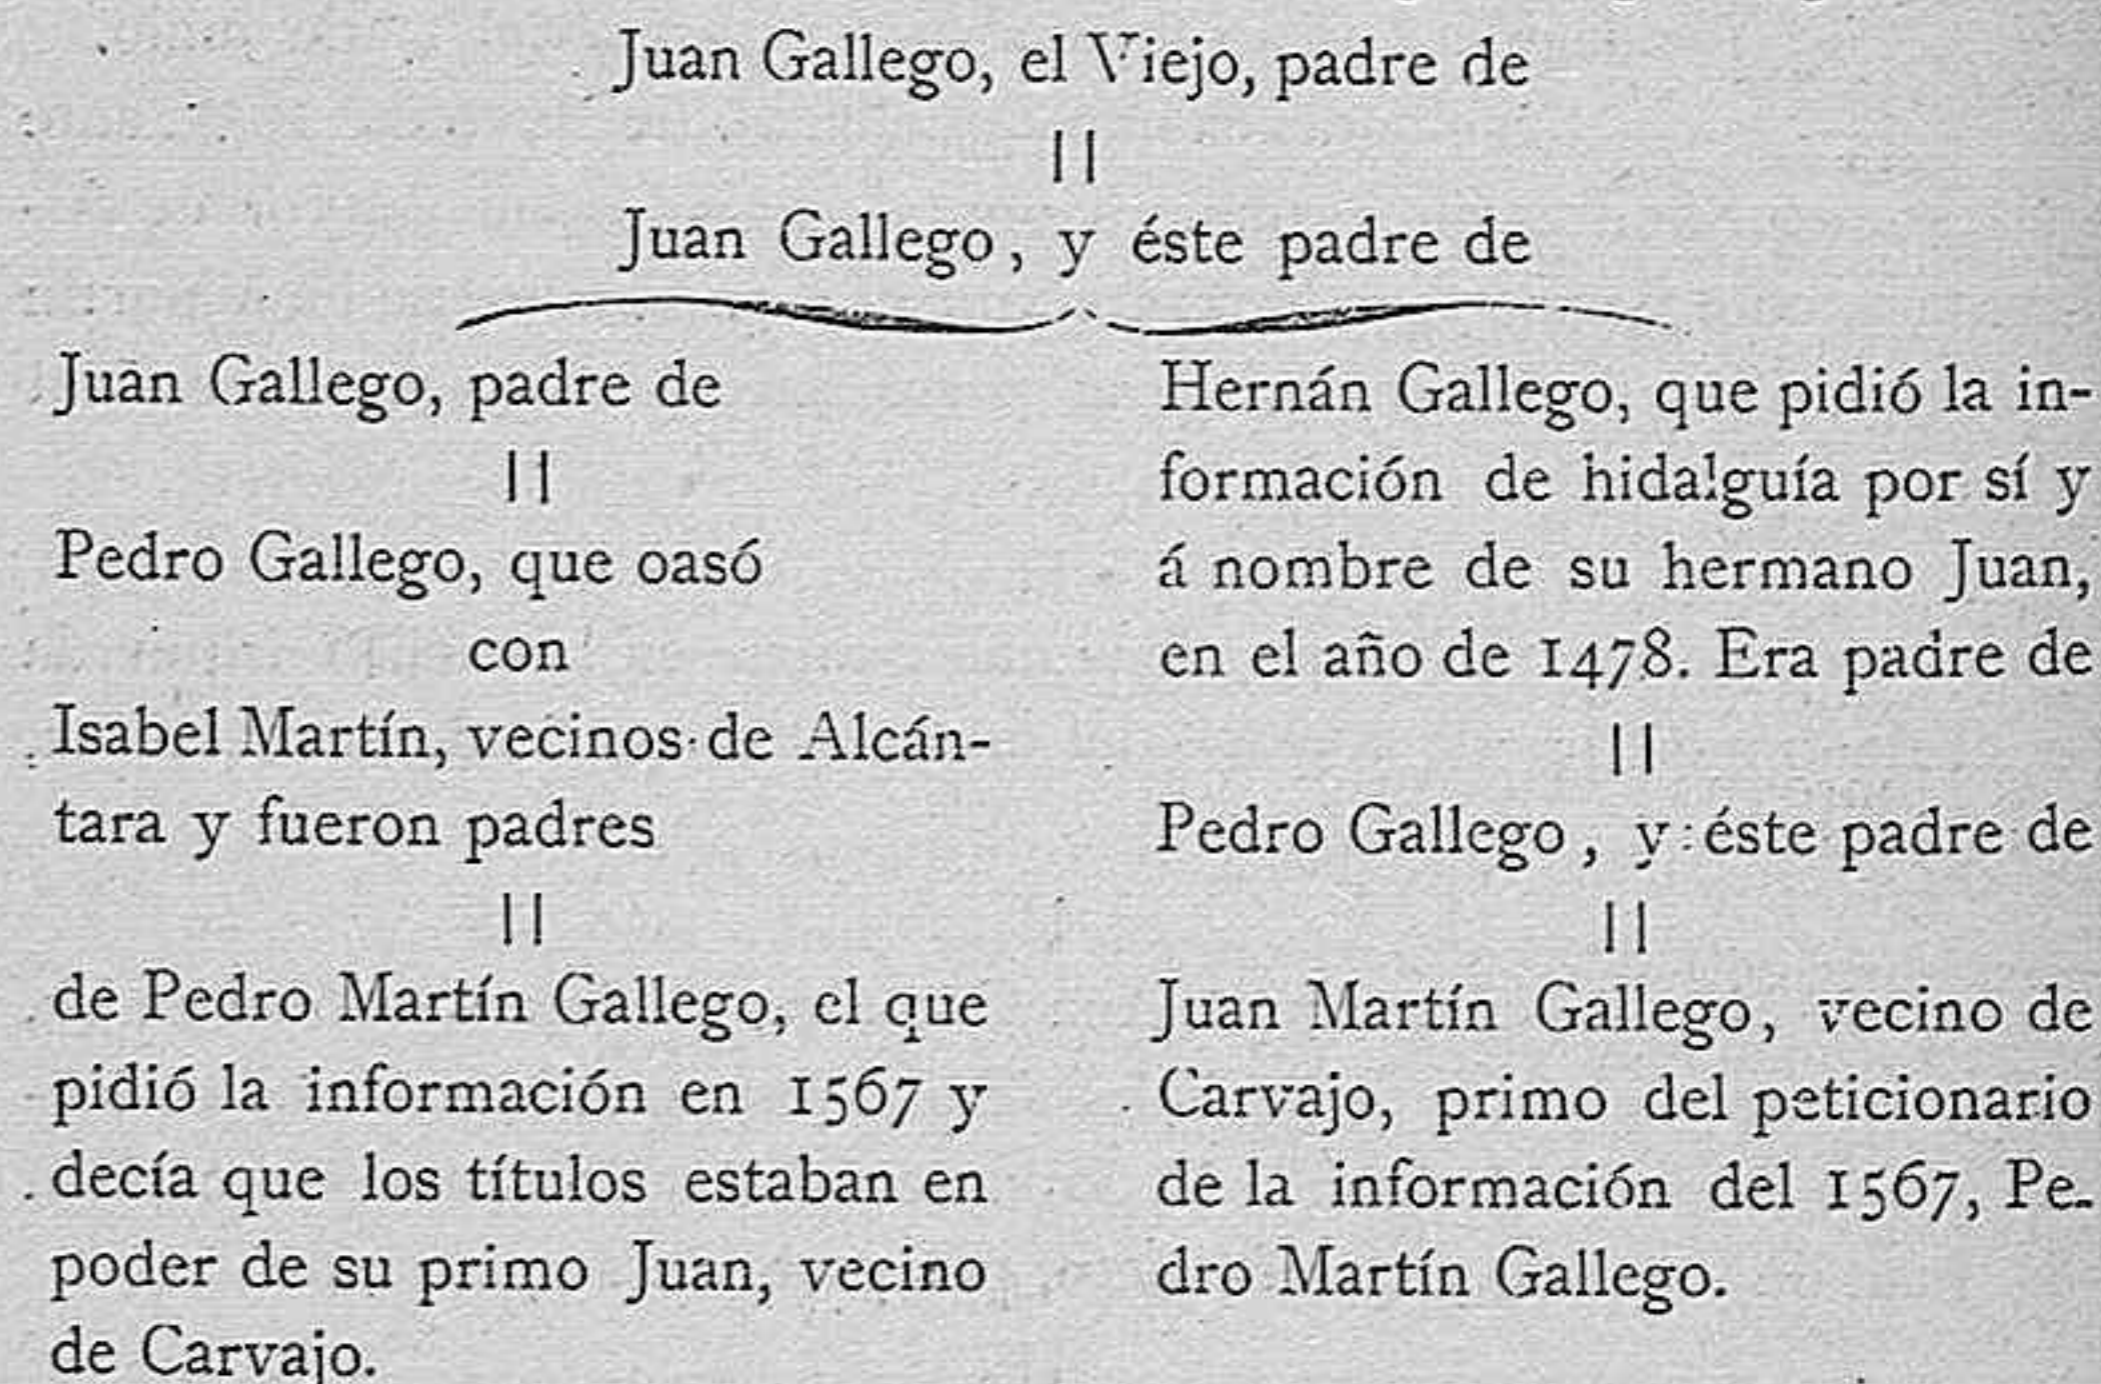 Juan Gallego, el Viejo, padre de
||
Juan Gallego, y éste padre de
Juan Gallego, padre de
||
Pedro Gallego, que oasó
con
Isabel Martín, vecinos de Alcán-
tara y fueron padres
||
de Pedro Martín Gallego, el que
pidió la información en 1567 y
decía que los títulos estaban en
poder de su primo Juan, vecino
de Carvajo.
Hernán Gallego, que pidió la in-
formación de hidalguía por sí y
á nombre de su hermano Juan,
en el año de 1478. Era padre de
||
Pedro Gallego, y éste padre de
||
Juan Martín Gallego, vecino de
Carvajo, primo del peticionario
de la información del 1567, Pe-
dro Martín Gallego.